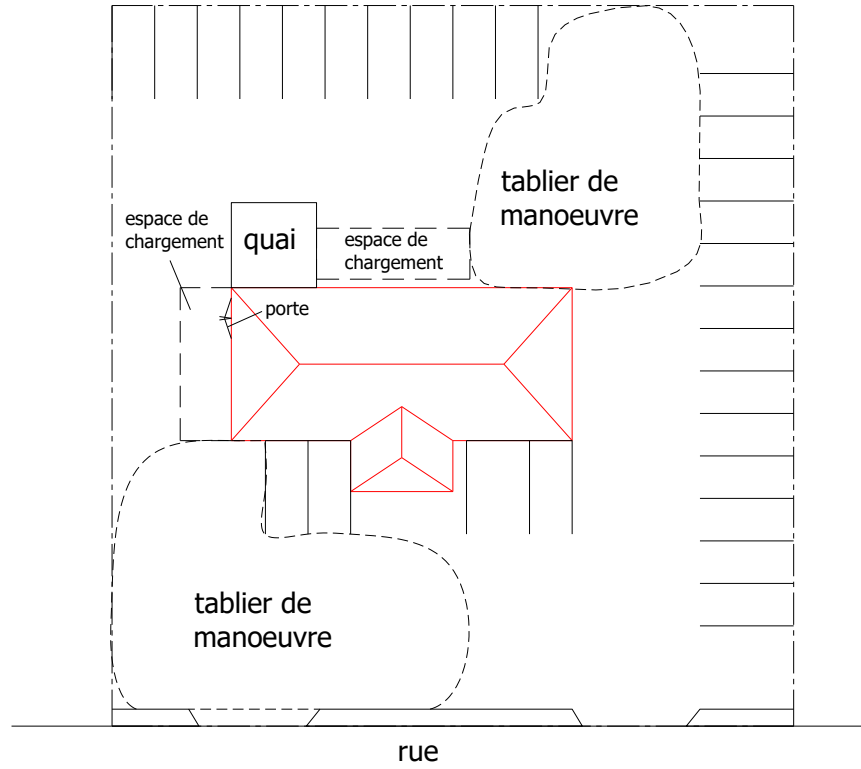 tablier de
manoeuvre
espace de
chargement
quai
espace de
chargement
porte
tablier de
manoeuvre
rue